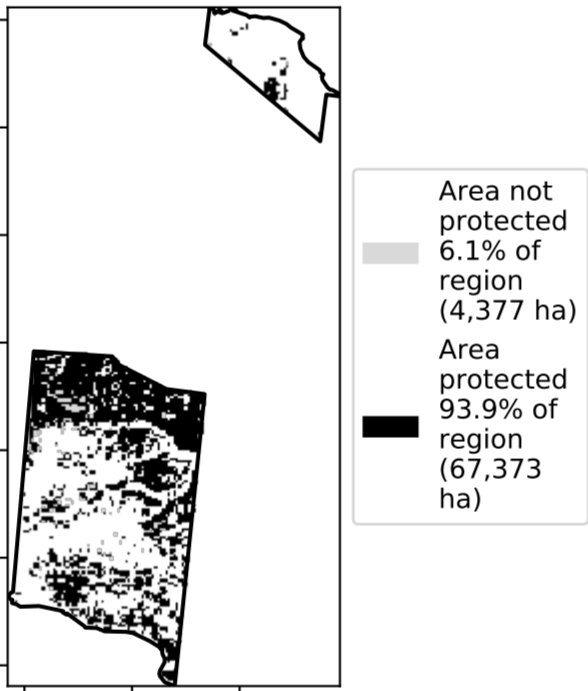 Area not
protected
6.1% of
region
(4,377 ha)
Area
protected
93.9% of
region
(67,373
ha)